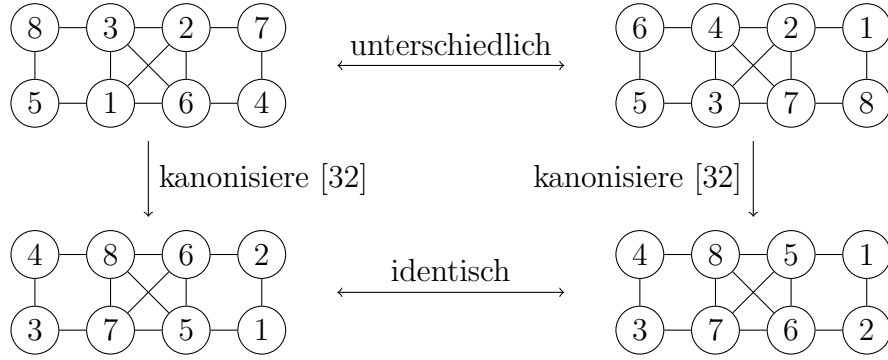 8 3 2 7 6 4 2 1
unterschiedlich
5 1 6 4 5 3 7 8
kanonisiere [32] kanonisiere [32]
4 8 6 2 4 8 5 1
identisch
3 7 5 1 3 7 6 2